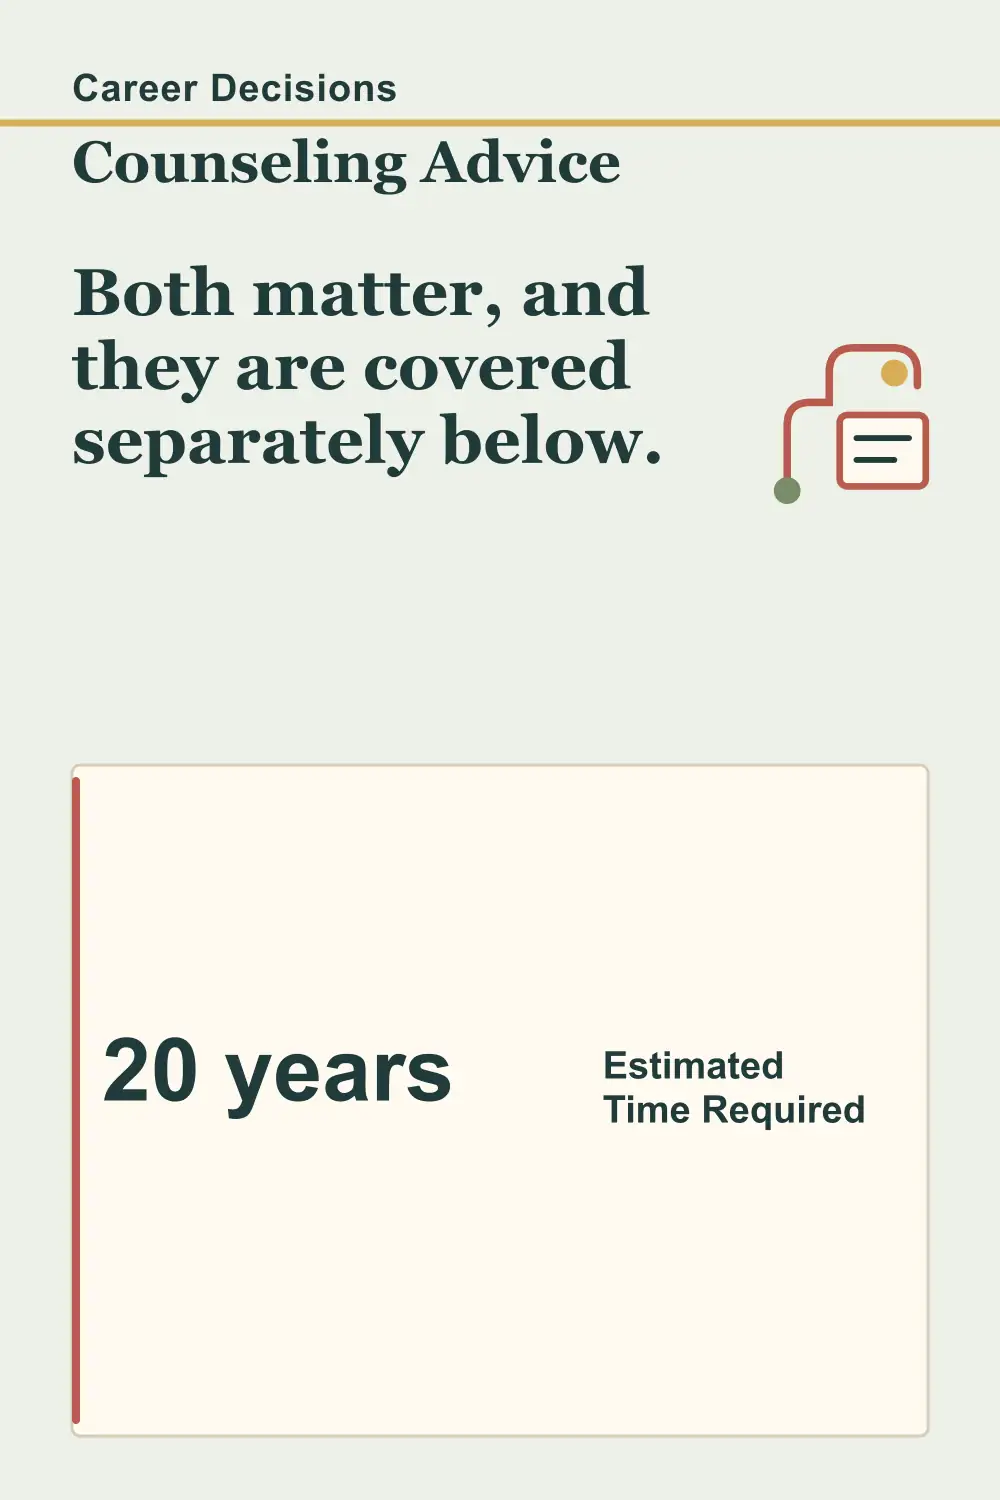 Career Decisions
Counseling Advice
Both matter, and
they are covered
separately below.
20 years
Estimated
Time Required